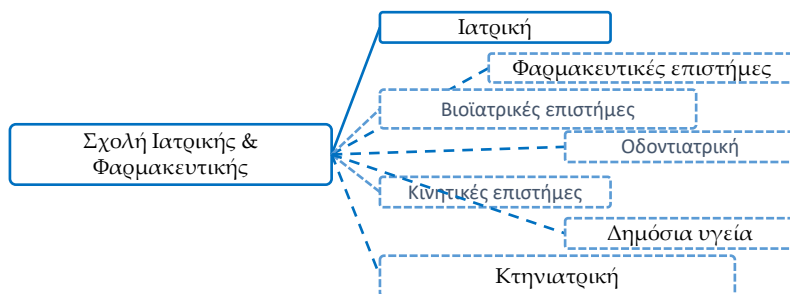 Ιατρική
Φαρμακευτικές επιστήμες
Βιοϊατρικές επιστήμες
Σχολή Ιατρικής &
Φαρμακευτικής
Οδοντιατρική
Κινητικές επιστήμες
Δημόσια υγεία
Κτηνιατρική